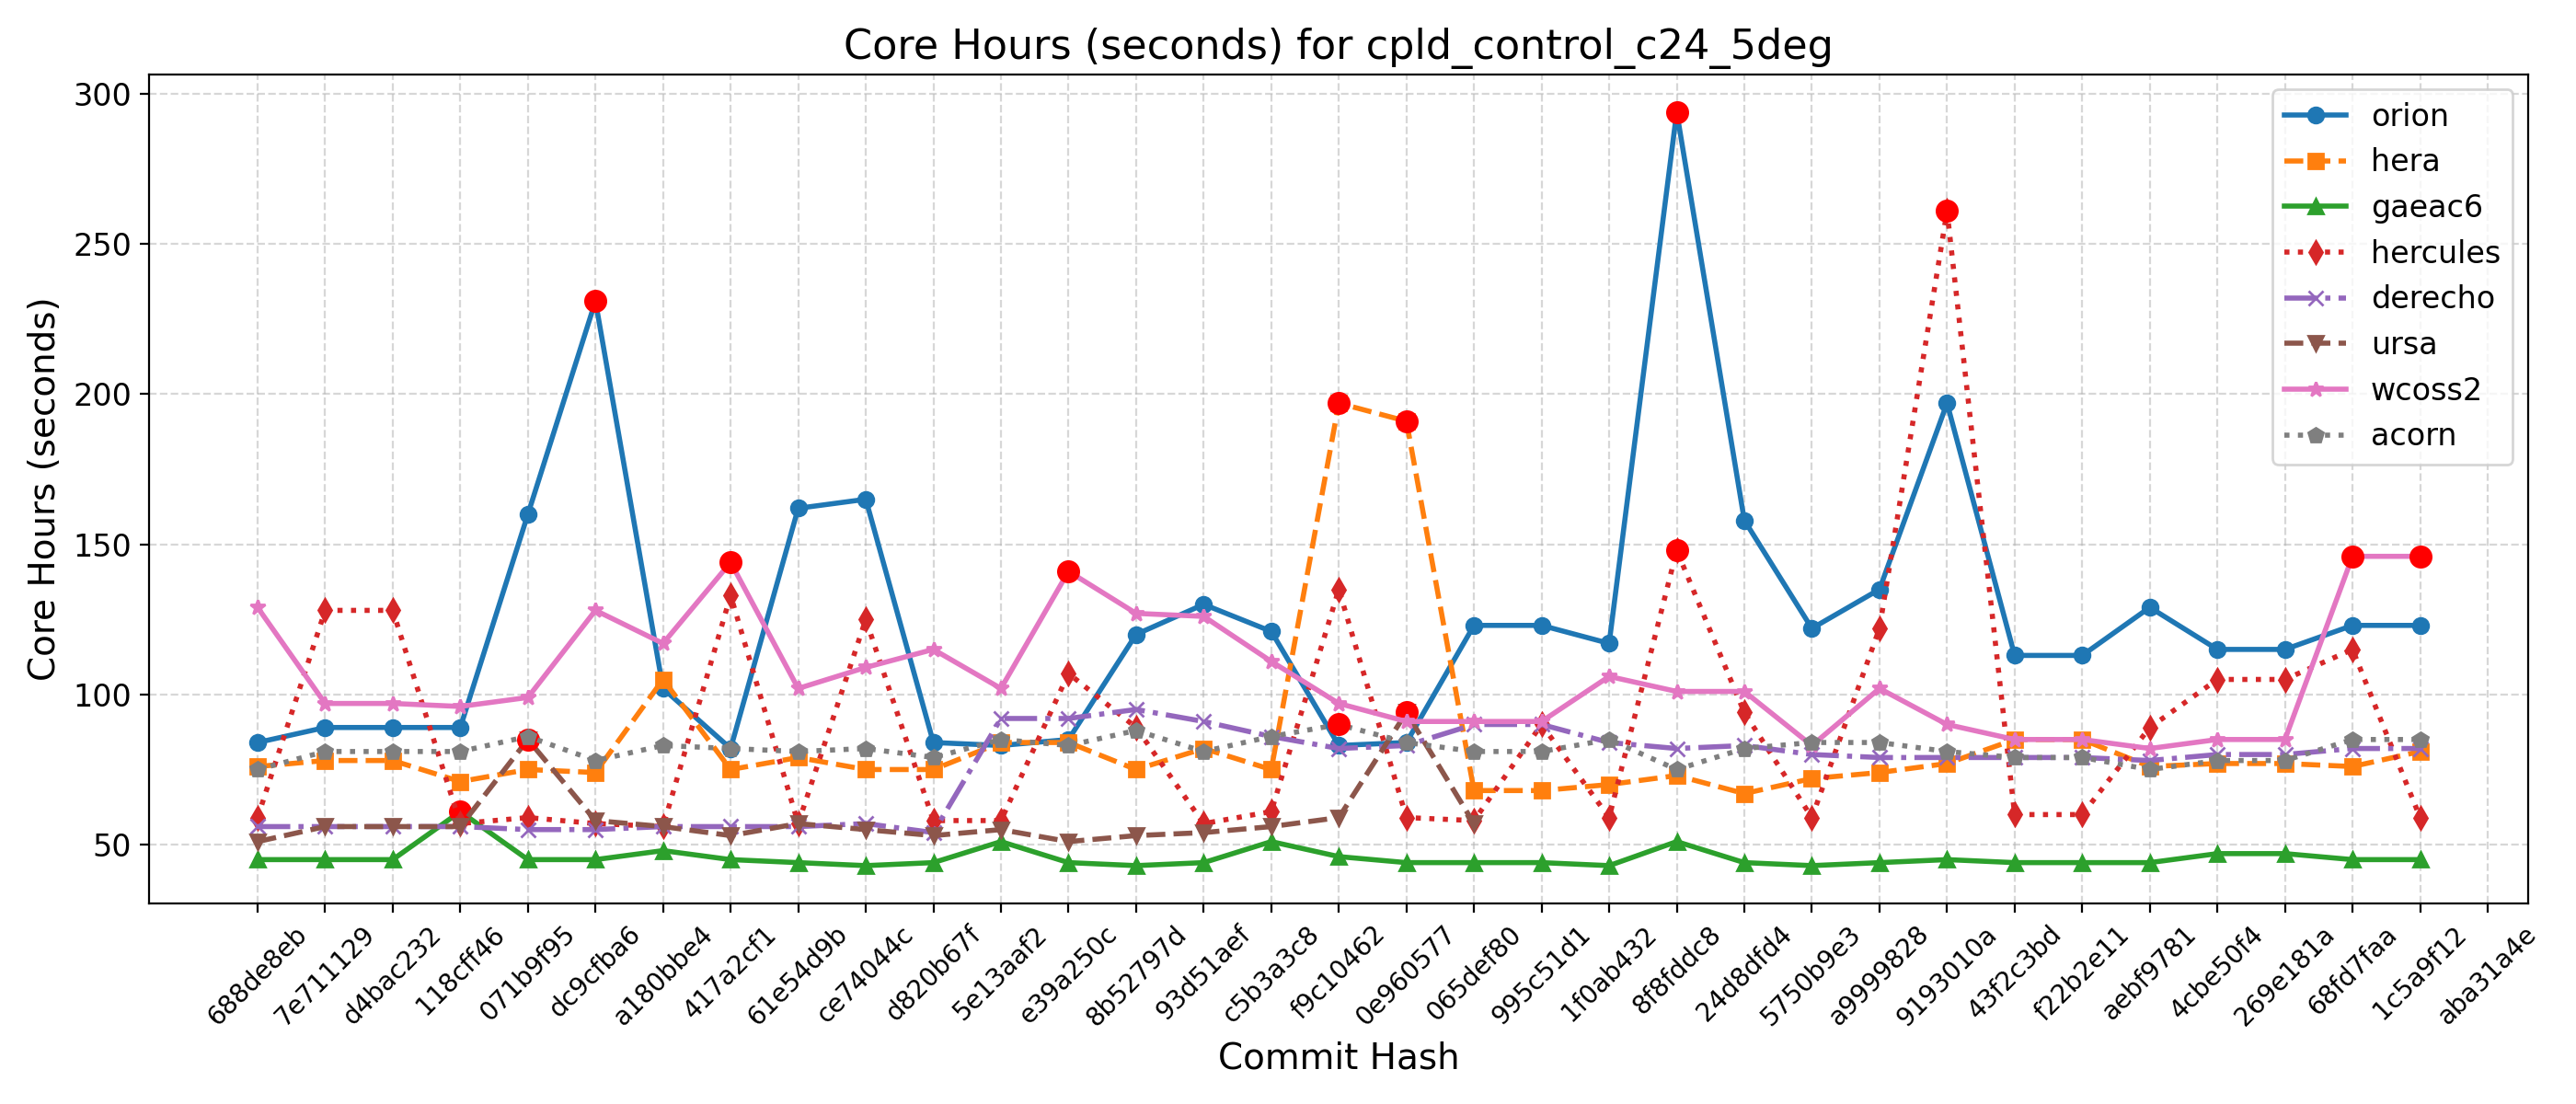 Core Hours (seconds) for cpld_control_c24_5deg
Core Hours (seconds)
300
250
200
150
100
50
orion
hera
gaeac6
hercules
derecho
ursa
wcoss2
acorn
688de8eb
7e711129
d4bac232
118cff46
071b9f95
dc9cfba6
a180bbe4
417a2cf1
61e54d9b
ce74044c
d820b67f
5e13aaf2
e39a250c
8b52797d
93d51aef
c5b3a3c8
f9c10462
0e960577
065def80
995c51d1
1f0ab432
8f8fddc8
24d8dfd4
5750b9e3
a9999828
9193010a
43f2c3bd
f22b2e11
aebf9781
4cbe50f4
269e181a
68fd7faa
1c5a9f12
aba31a4e
Commit Hash